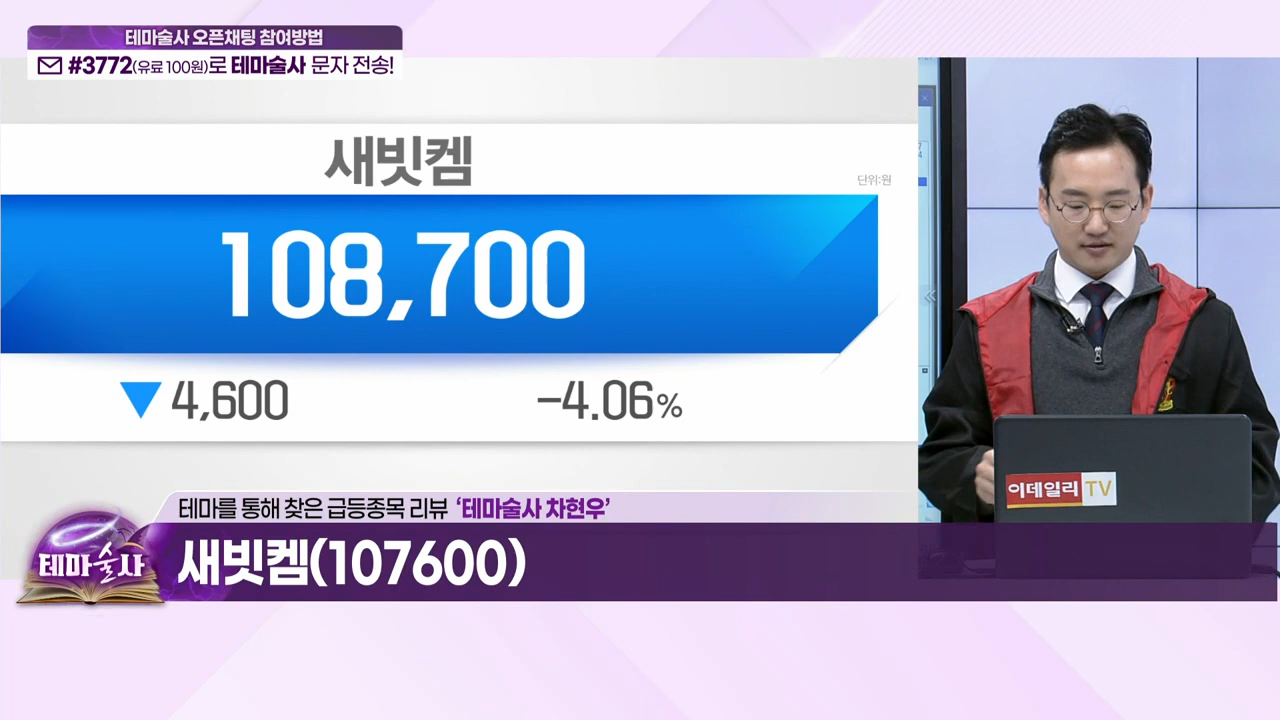 테마술사 오픈채팅 참여방법
#3772(유료 100원)로 테마술사 문자 전송!
새빗켐
단위:원
108,700
▼ 4,600 -4.06%
이데일리 TV
테마를 통해 찾은 급등종목 리뷰 '테마술사 차현우'
테마술사
새빗켐(107600)